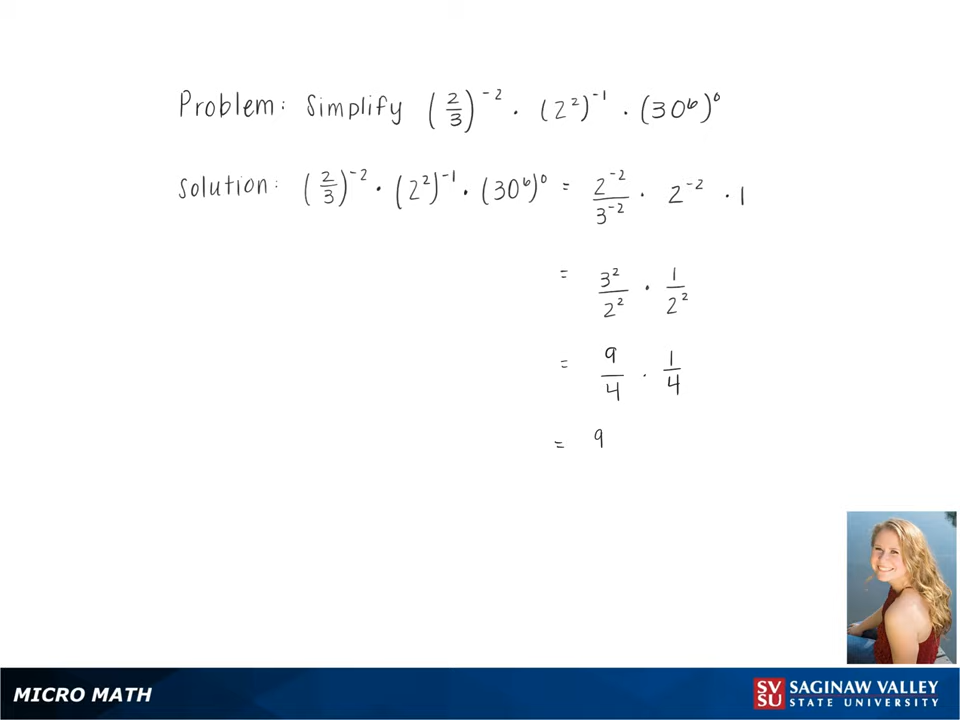 Problem: Simplify (2/3)^-2 · (2^2)^-1 · (30^6)^0
Solution: (2/3)^-2 · (2^2)^-1 · (30^6)^0 = 2^-2/3^-2 · 2^-2 · 1
= 3^2/2^2 · 1/2^2
= 9/4 · 1/4
= 9
MICRO MATH
SVSU SAGINAW VALLEY
STATE UNIVERSITY